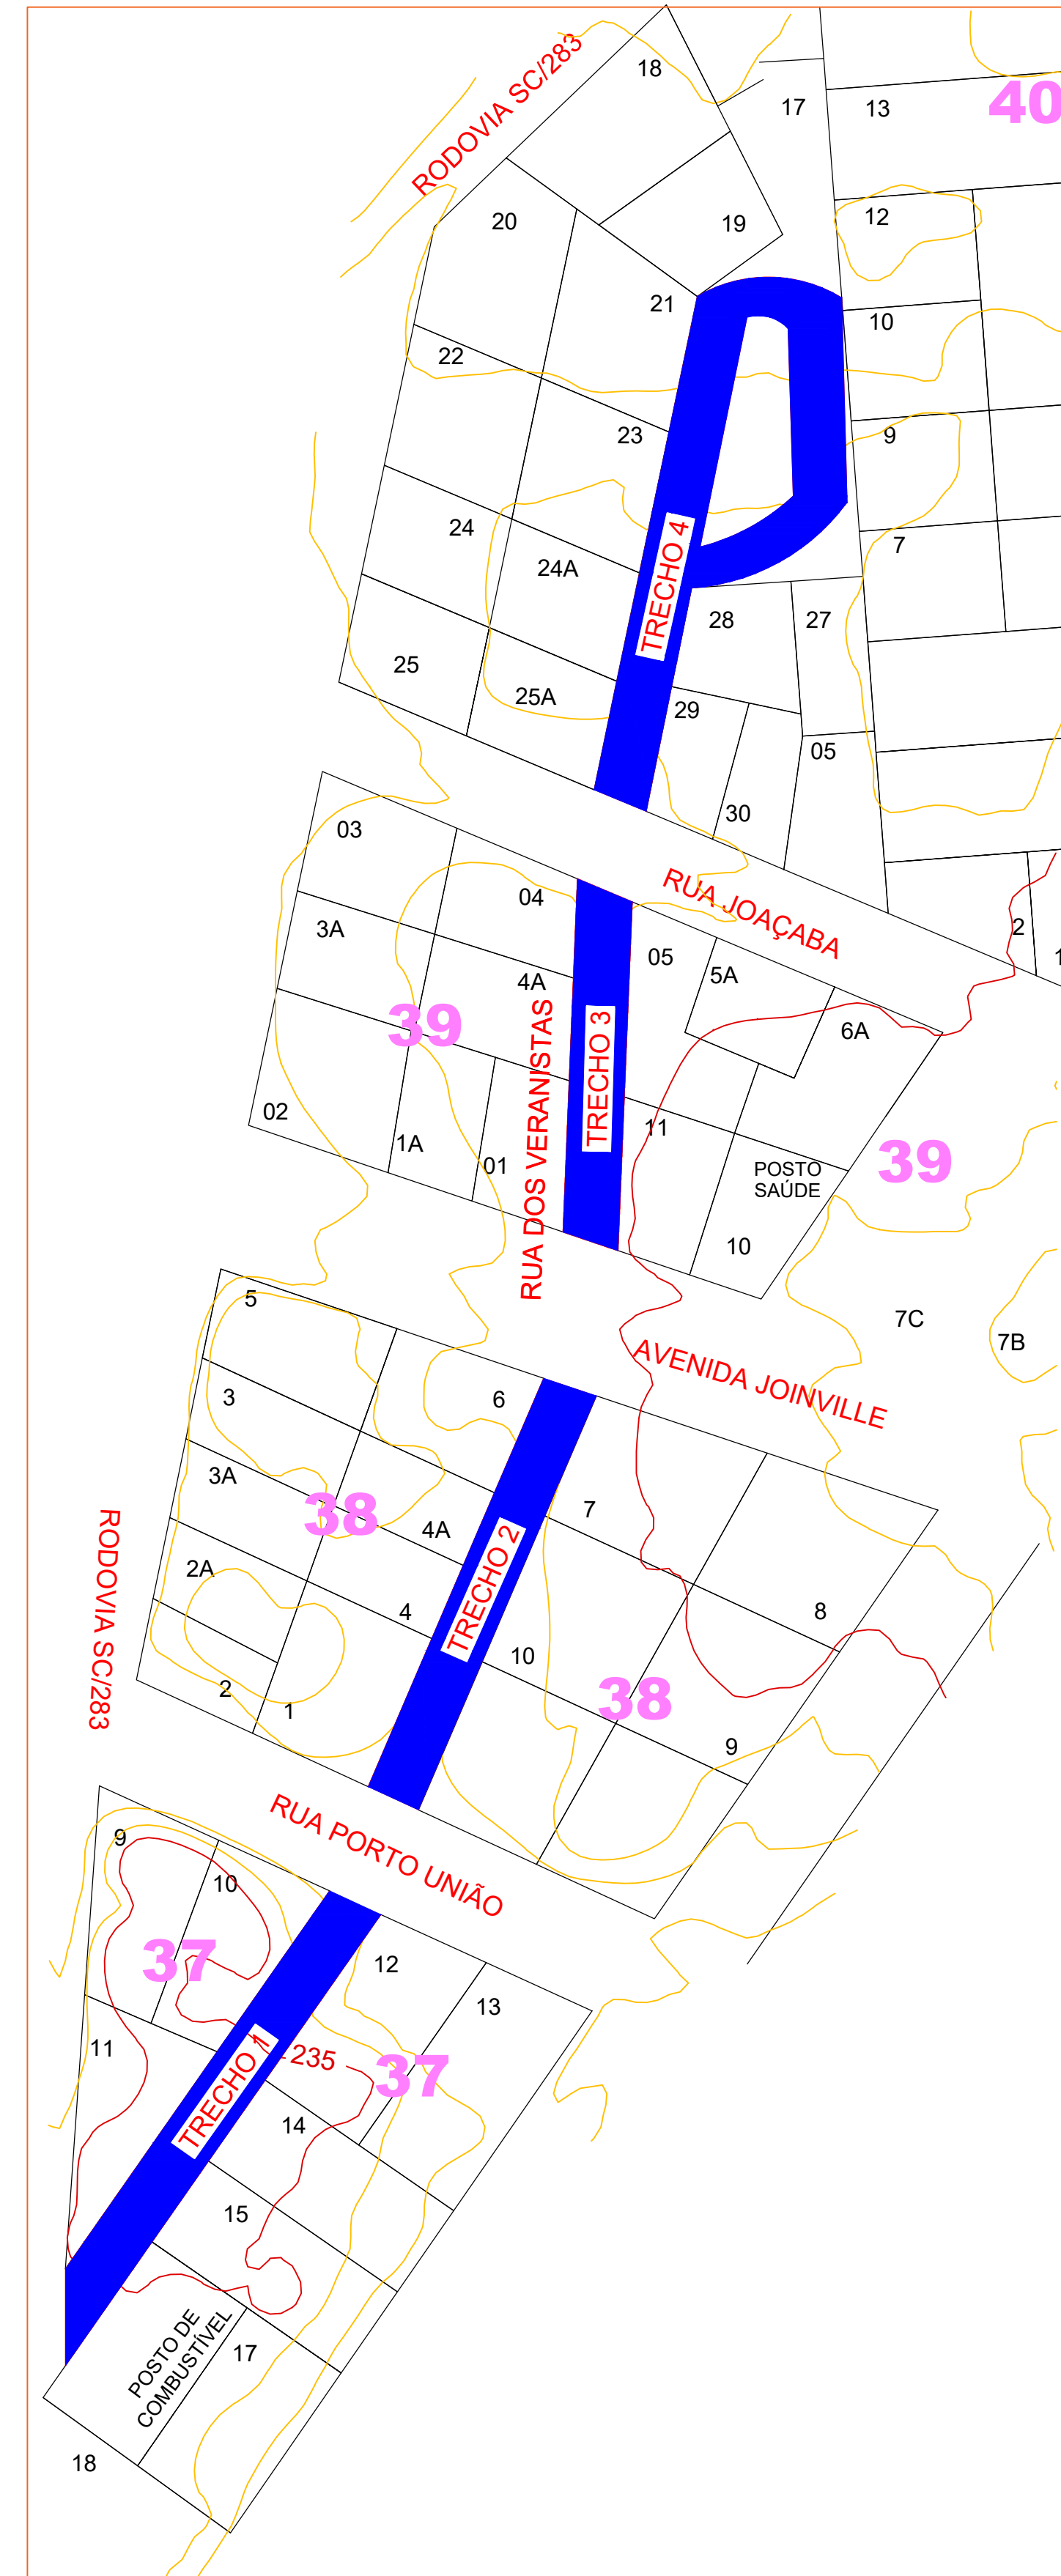 18
RODOVIA SC/283
17
13
40
12
20
19
21
10
22
23
9
24
7
24A
TRECHO 4
28
27
25
25A
29
05
30
03
RUA JOAÇABA
04
2
3A
05
1
4A
5A
39
6A
RUA DOS VERANISTAS
TRECHO 3
02
11
1A
39
01
POSTO
SAÚDE
10
5
7C
7B
AVENIDA JOINVILLE
3
6
3A
38
7
4A
RODOVIA SC/283
2A
TRECHO 2
4
8
10
2
38
1
9
RUA PORTO UNIÃO
9
10
37
12
13
11
TRECHO 1
235
37
14
15
POSTO DE
COMBUSTÍVEL
17
18